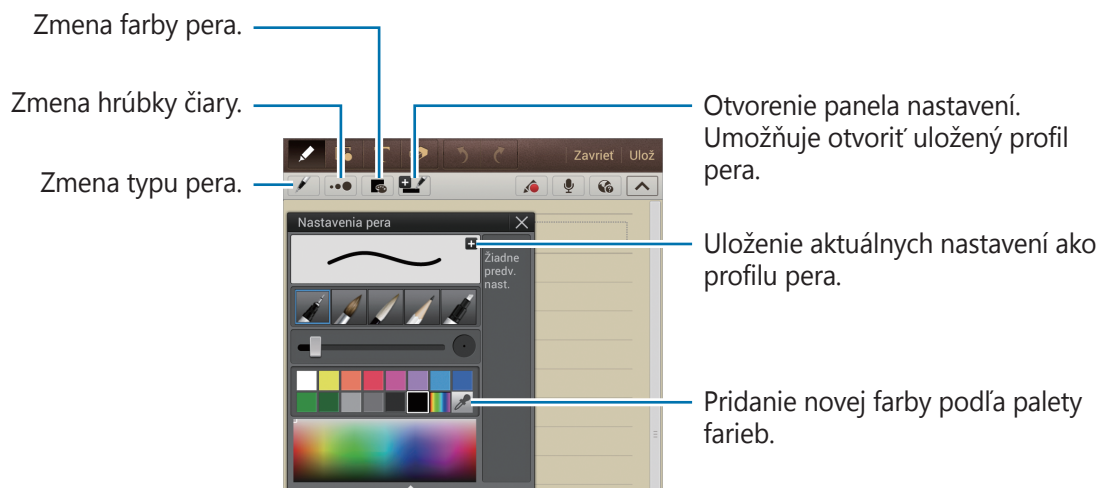 Zmena farby pera.
Zmena hrúbky čiary.
Zmena typu pera.
Otvorenie panela nastavení.
Umožňuje otvoriť uložený profil
pera.
Zavrieť Ulož
Nastavenia pera
Žiadne
predv.
nast.
Uloženie aktuálnych nastavení ako
profilu pera.
Pridanie novej farby podľa palety
farieb.